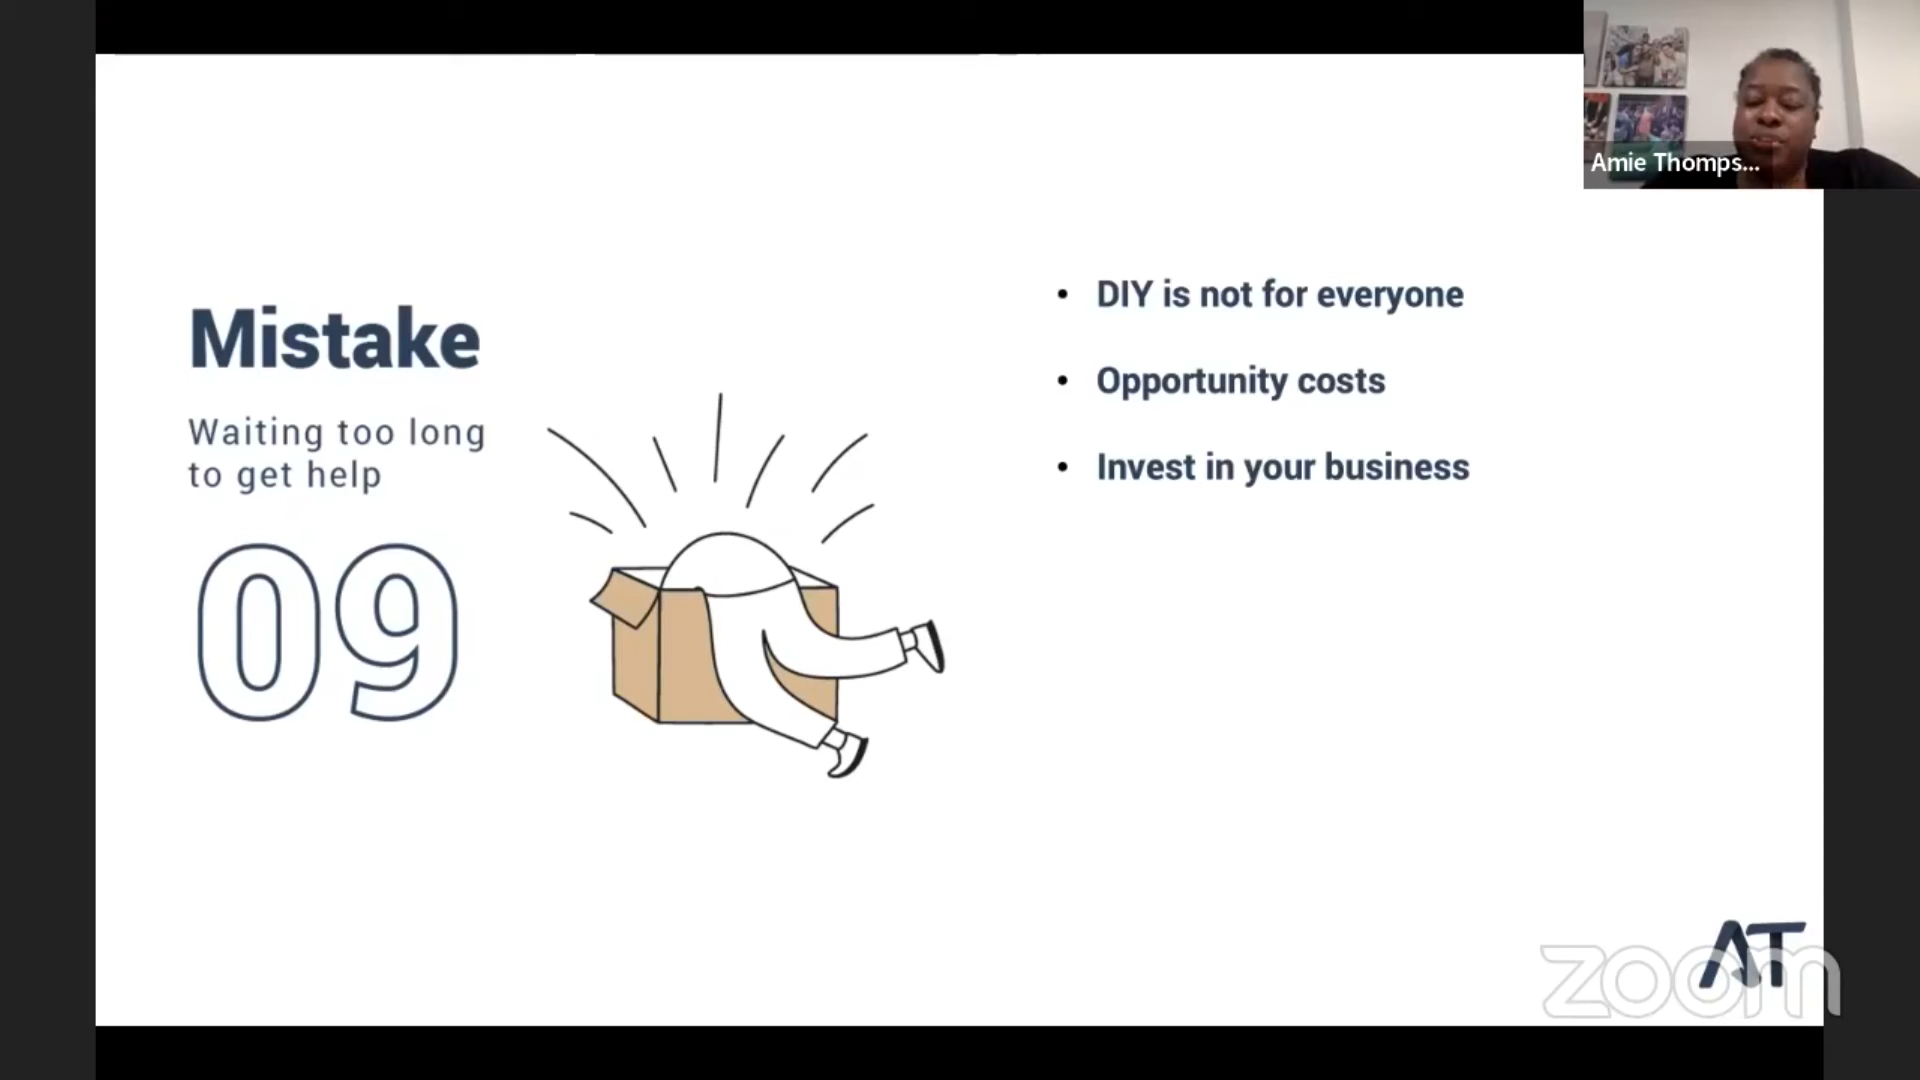 Amie Thomps...
Mistake
Waiting too long
to get help
09
• DIY is not for everyone
• Opportunity costs
• Invest in your business
AT
zoom